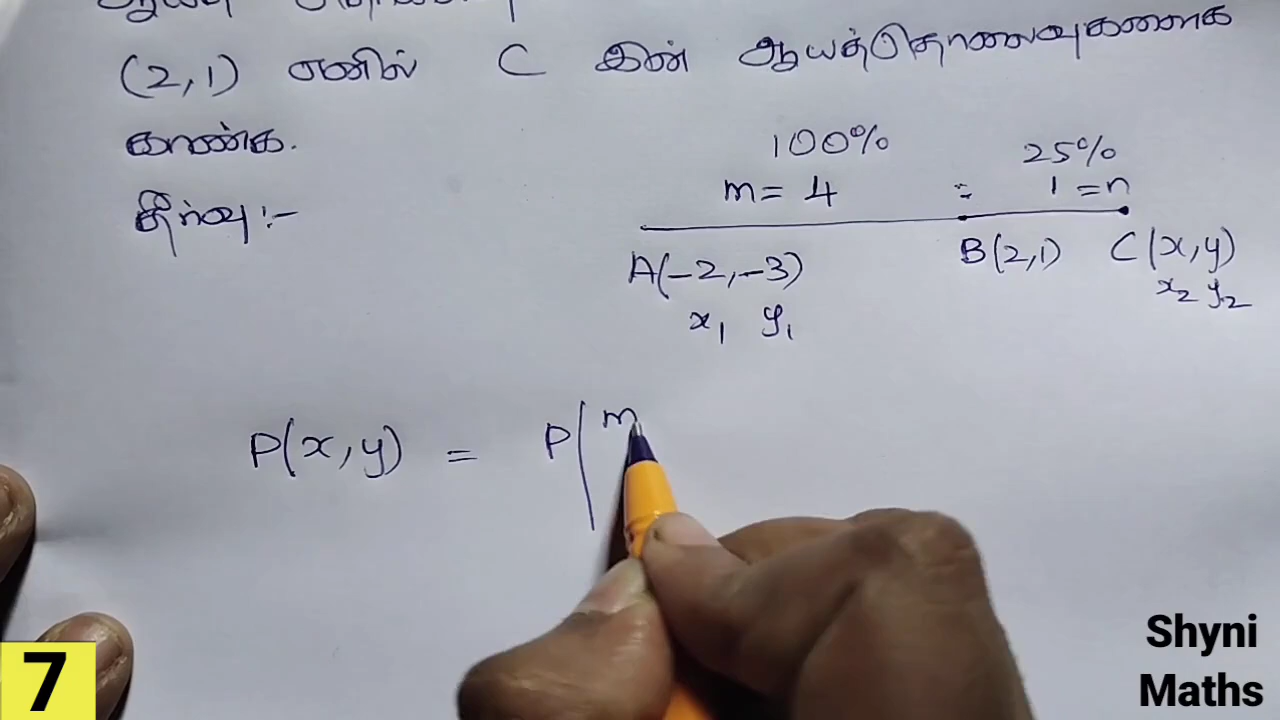 (2,1) எனில் C இன் ஆயத்தொலைவுகளைக
காண்க.
தீர்வு :-
100% 25%
m = 4 : 1 = n
A(-2,-3) B(2,1) C(x,y)
x₁ y₁ x₂ y₂
P(x,y) = P( m
Shyni
Maths
7